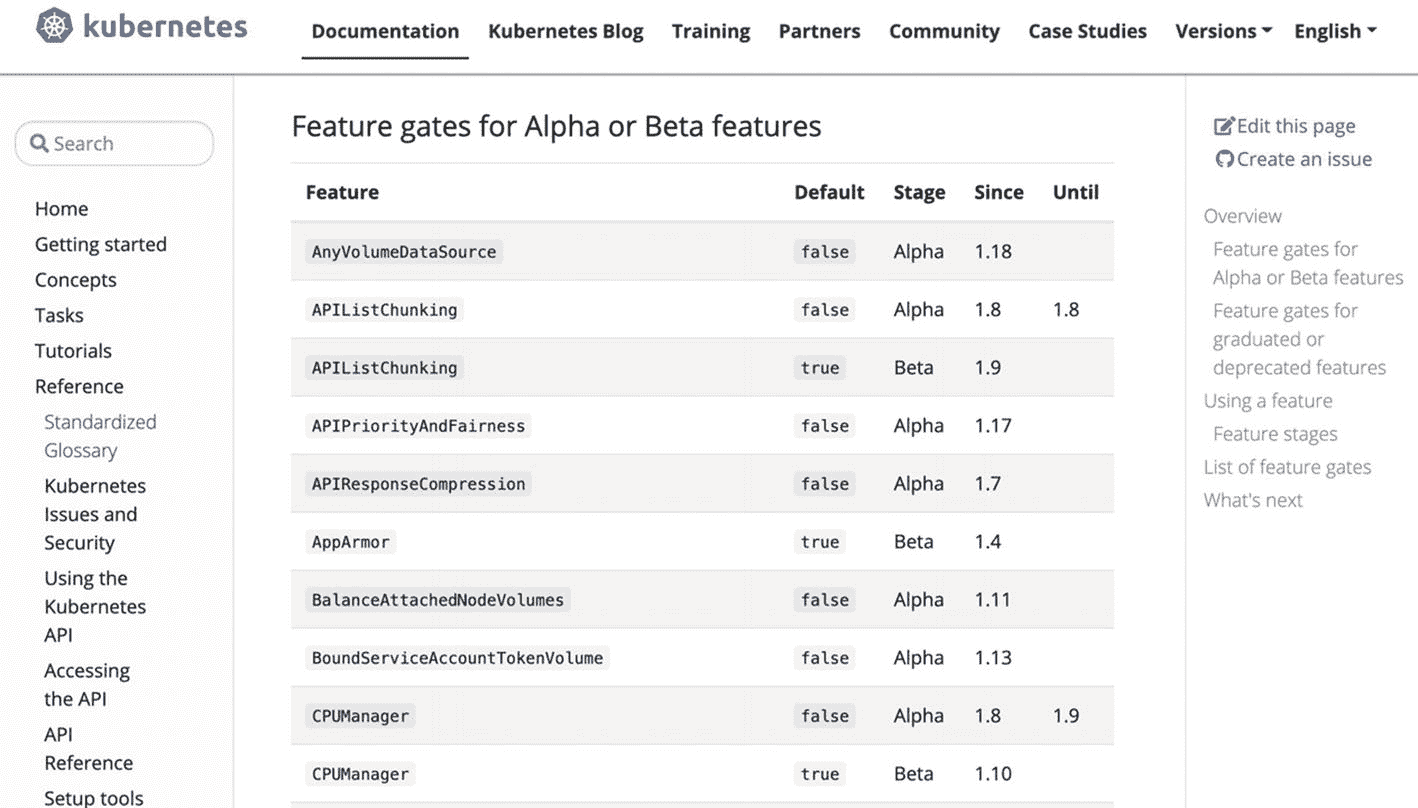 kubernetes
Documentation Kubernetes Blog Training Partners Community Case Studies Versions English
Search
Home
Getting started
Concepts
Tasks
Tutorials
Reference
Standardized
Glossary
Kubernetes
Issues and
Security
Using the
Kubernetes
API
Accessing
the API
API
Reference
Setup tools
Feature gates for Alpha or Beta features
Feature Default Stage Since Until
AnyVolumeDataSource false Alpha 1.18
APIListChunking false Alpha 1.8 1.8
APIListChunking true Beta 1.9
APIPriorityAndFairness false Alpha 1.17
APIResponseCompression false Alpha 1.7
AppArmor true Beta 1.4
BalanceAttachedNodeVolumes false Alpha 1.11
BoundServiceAccountTokenVolume false Alpha 1.13
CPUManager false Alpha 1.8 1.9
CPUManager true Beta 1.10
Edit this page
Create an issue
Overview
Feature gates for
Alpha or Beta features
Feature gates for
graduated or
deprecated features
Using a feature
Feature stages
List of feature gates
What's next